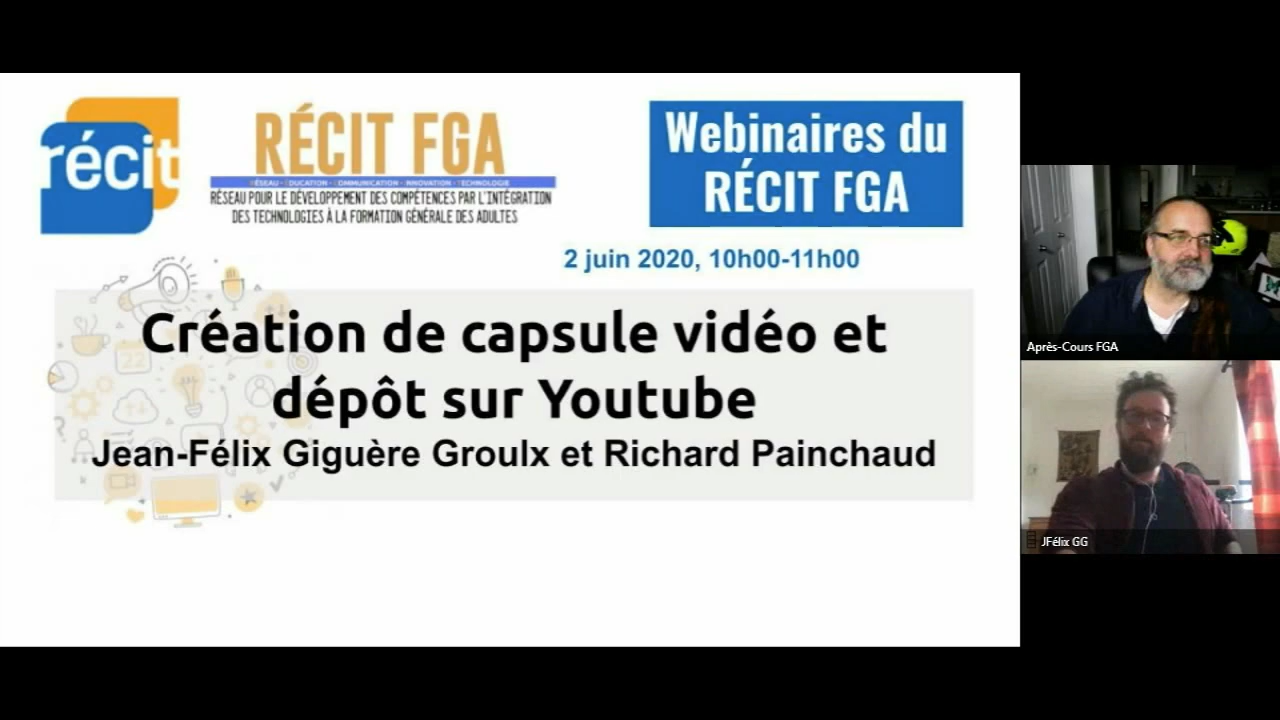 récit
RÉCIT FGA
RÉSEAU - ÉDUCATION - COMMUNICATION - INNOVATION - TECHNOLOGIE
RÉSEAU POUR LE DÉVELOPPEMENT DES COMPÉTENCES PAR L'INTÉGRATION
DES TECHNOLOGIES À LA FORMATION GÉNÉRALE DES ADULTES
Webinaires du
RÉCIT FGA
2 juin 2020, 10h00-11h00
22
Création de capsule vidéo et
dépôt sur Youtube
Jean-Félix Giguère Groulx et Richard Painchaud
Après-Cours FGA
JFélix GG